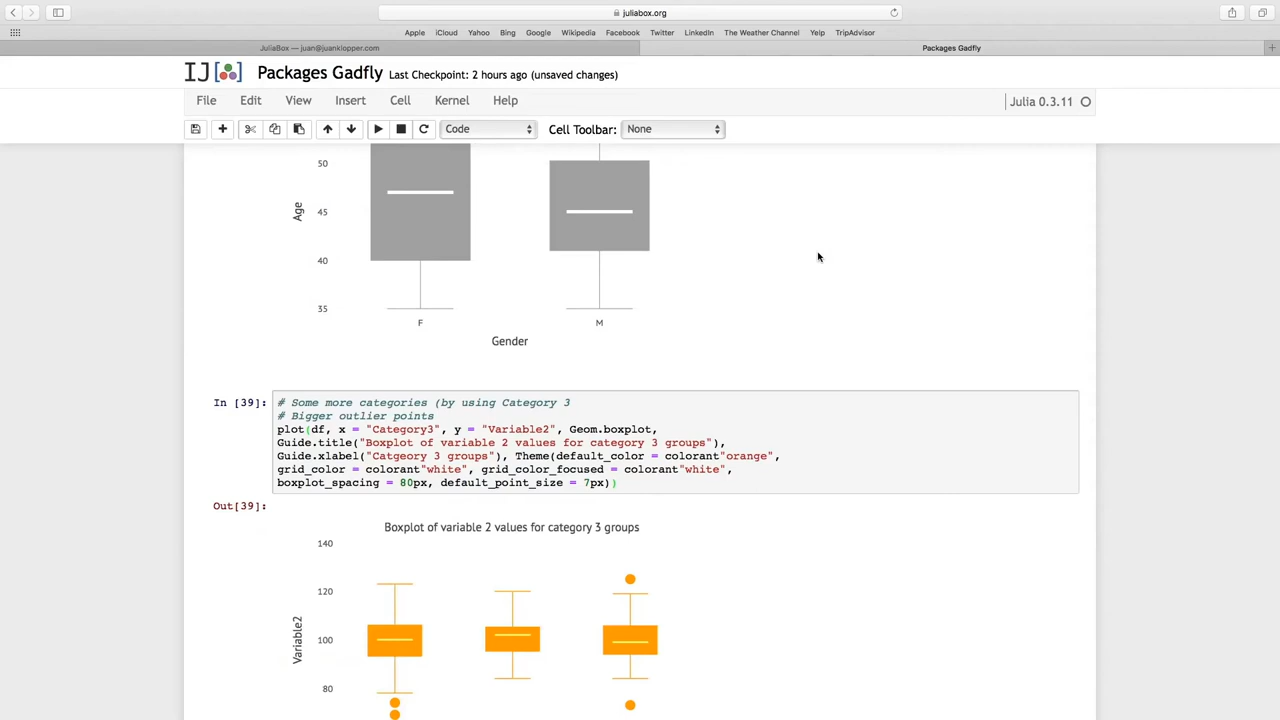 juliabox.org
Apple iCloud Yahoo Bing Google Wikipedia Facebook Twitter LinkedIn The Weather Channel Yelp TripAdvisor
JuliaBox — juan@juanklopper.com
Packages Gadfly
IJ[ ] Packages Gadfly Last Checkpoint: 2 hours ago (unsaved changes)
File Edit View Insert Cell Kernel Help
Julia 0.3.11
Code Cell Toolbar: None
50
45
40
35
Age
F M
Gender
In [39]:
# Some more categories (by using Category 3
# Bigger outlier points
plot(df, x = "Category3", y = "Variable2", Geom.boxplot,
Guide.title("Boxplot of variable 2 values for category 3 groups"),
Guide.xlabel("Catgeory 3 groups"), Theme(default_color = colorant"orange",
grid_color = colorant"white", grid_color_focused = colorant"white",
boxplot_spacing = 80px, default_point_size = 7px))
Out[39]:
Boxplot of variable 2 values for category 3 groups
140
120
100
80
Variable2